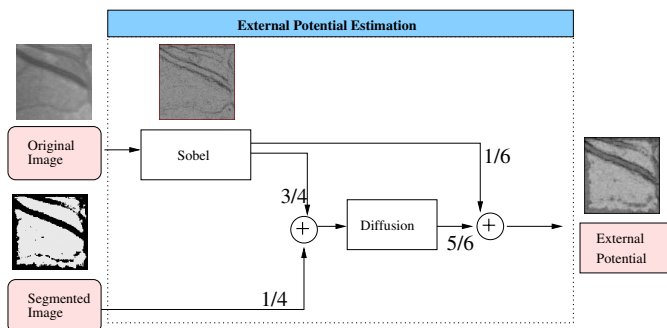 External Potential Estimation
Original
Image
Sobel
1/6
3/4
+
Diffusion
5/6
+
External
Potential
Segmented
Image
1/4